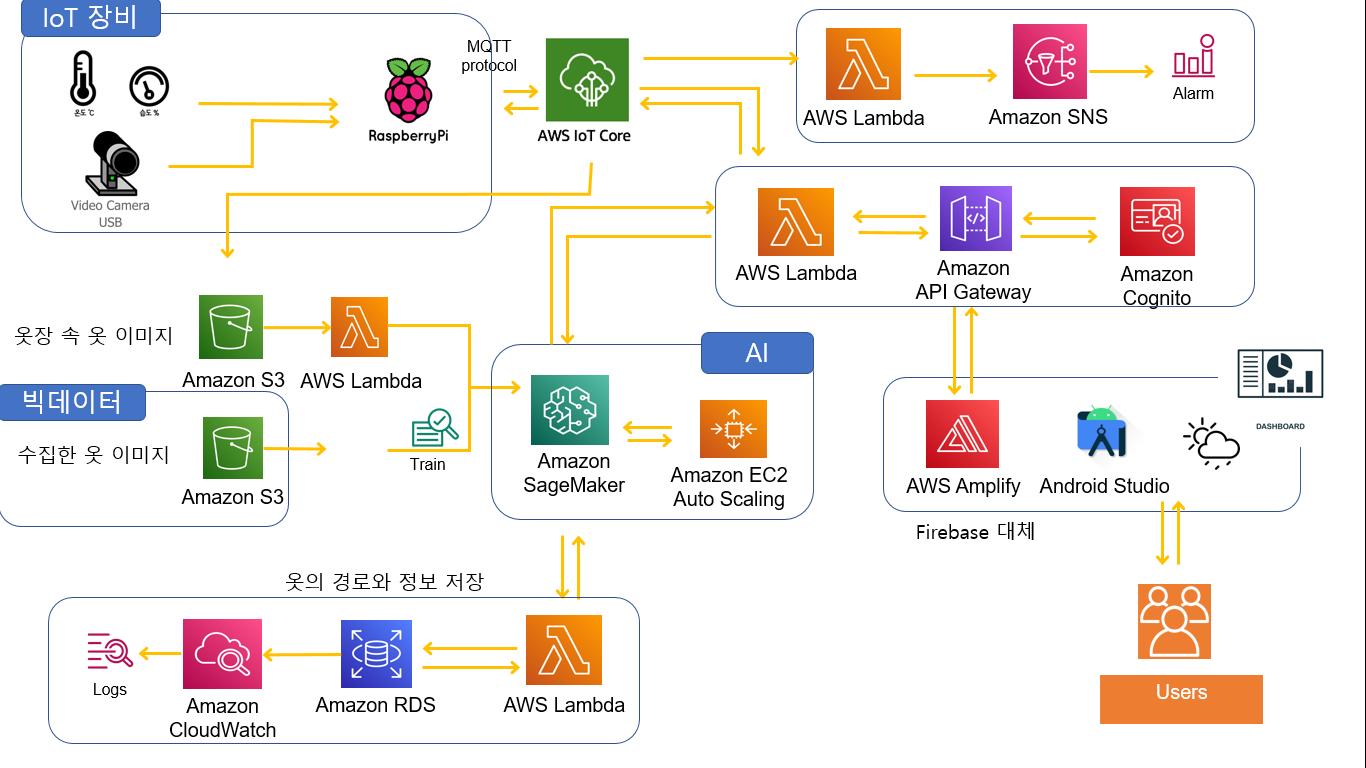 IoT 장비
온도 ℃
습도 %
Video Camera
USB
RaspberryPi
MQTT
protocol
AWS IoT Core
AWS Lambda
Amazon SNS
Alarm
AWS Lambda
Amazon
API Gateway
Amazon
Cognito
옷장 속 옷 이미지
Amazon S3
AWS Lambda
빅데이터
수집한 옷 이미지
Amazon S3
Train
AI
Amazon
SageMaker
Amazon EC2
Auto Scaling
DASHBOARD
AWS Amplify
Android Studio
Firebase 대체
옷의 경로와 정보 저장
Logs
Amazon
CloudWatch
Amazon RDS
AWS Lambda
Users